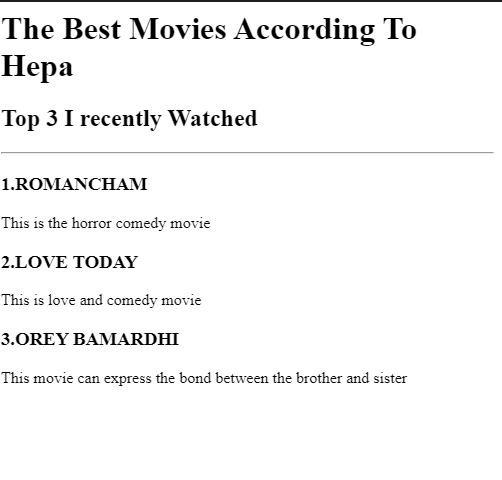 The Best Movies According To
Hepa
Top 3 I recently Watched
1.ROMANCHAM
This is the horror comedy movie
2.LOVE TODAY
This is love and comedy movie
3.OREY BAMARDHI
This movie can express the bond between the brother and sister